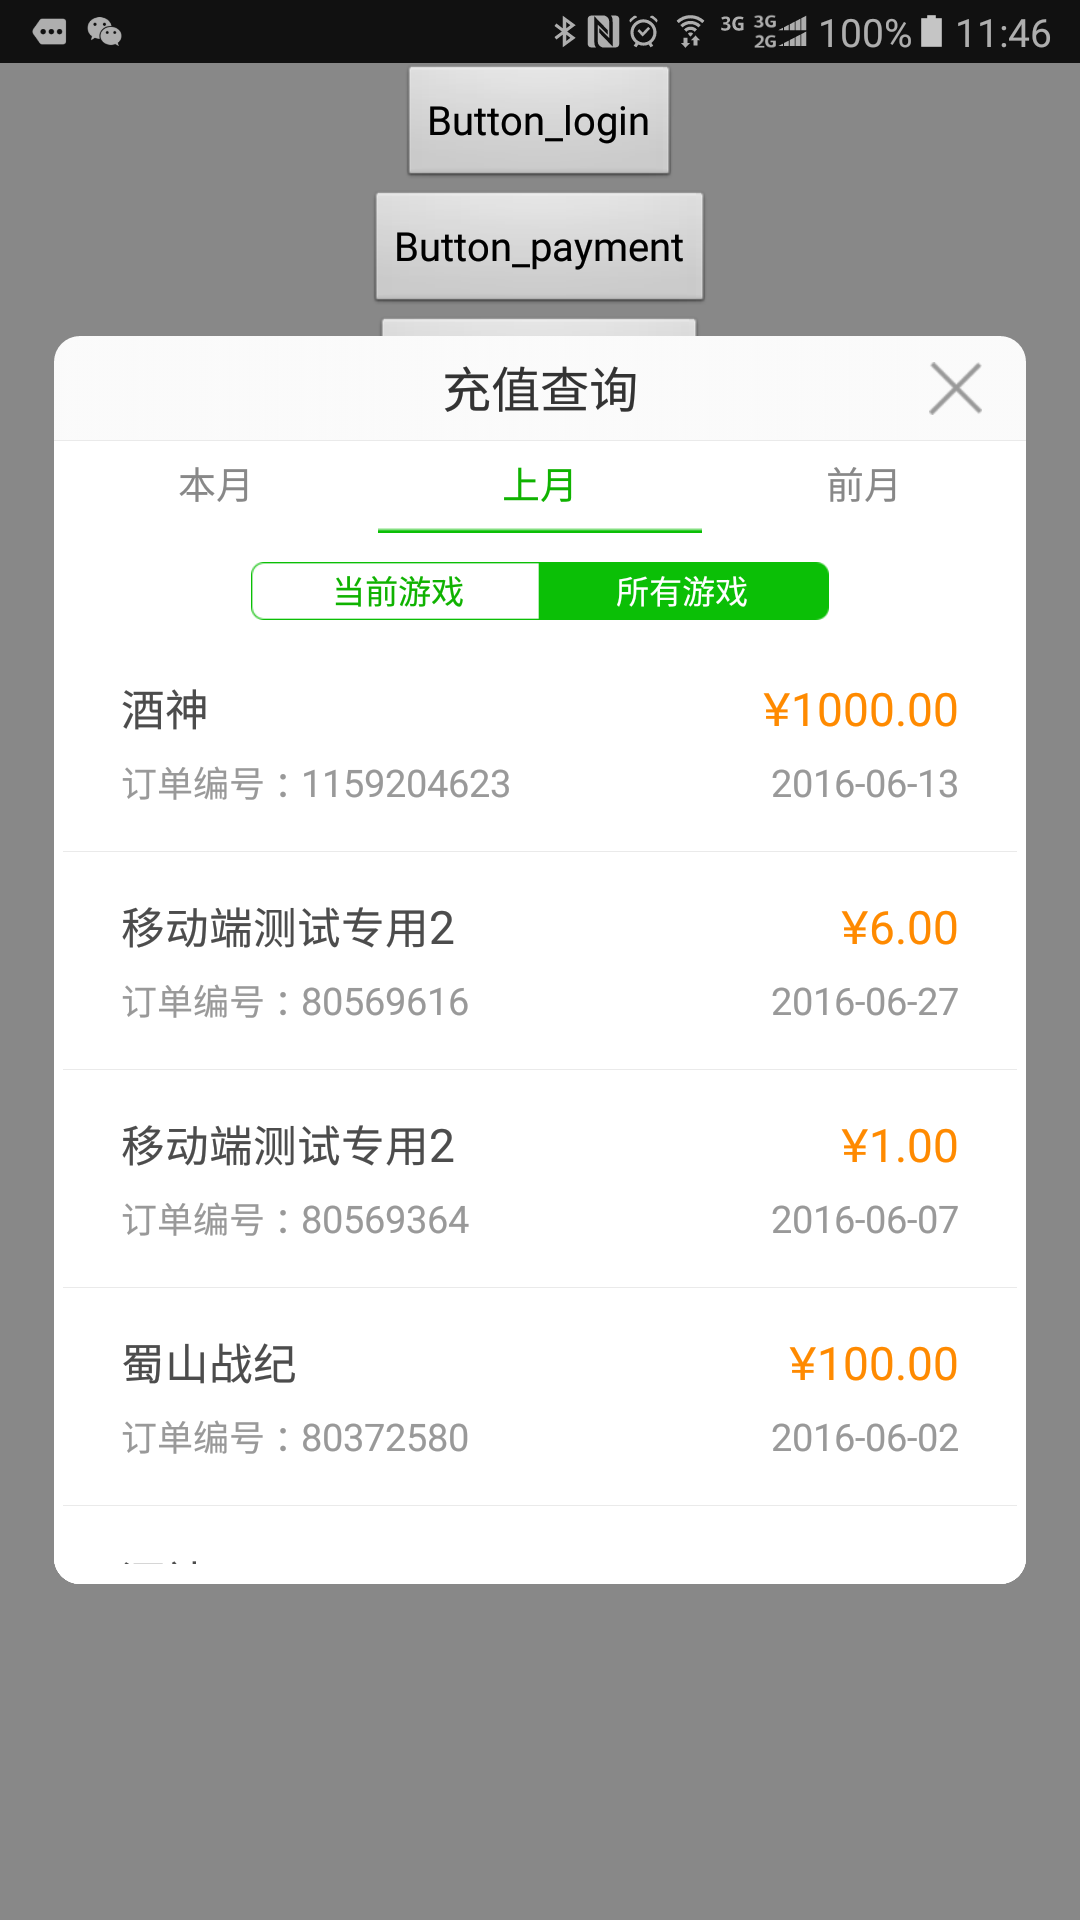 3G 3G 2G 100% 11:46
Button_login
Button_payment
充值查询
本月 上月 前月
当前游戏 所有游戏
酒神 ¥1000.00
订单编号：1159204623 2016-06-13
移动端测试专用2 ¥6.00
订单编号：80569616 2016-06-27
移动端测试专用2 ¥1.00
订单编号：80569364 2016-06-07
蜀山战纪 ¥100.00
订单编号：80372580 2016-06-02